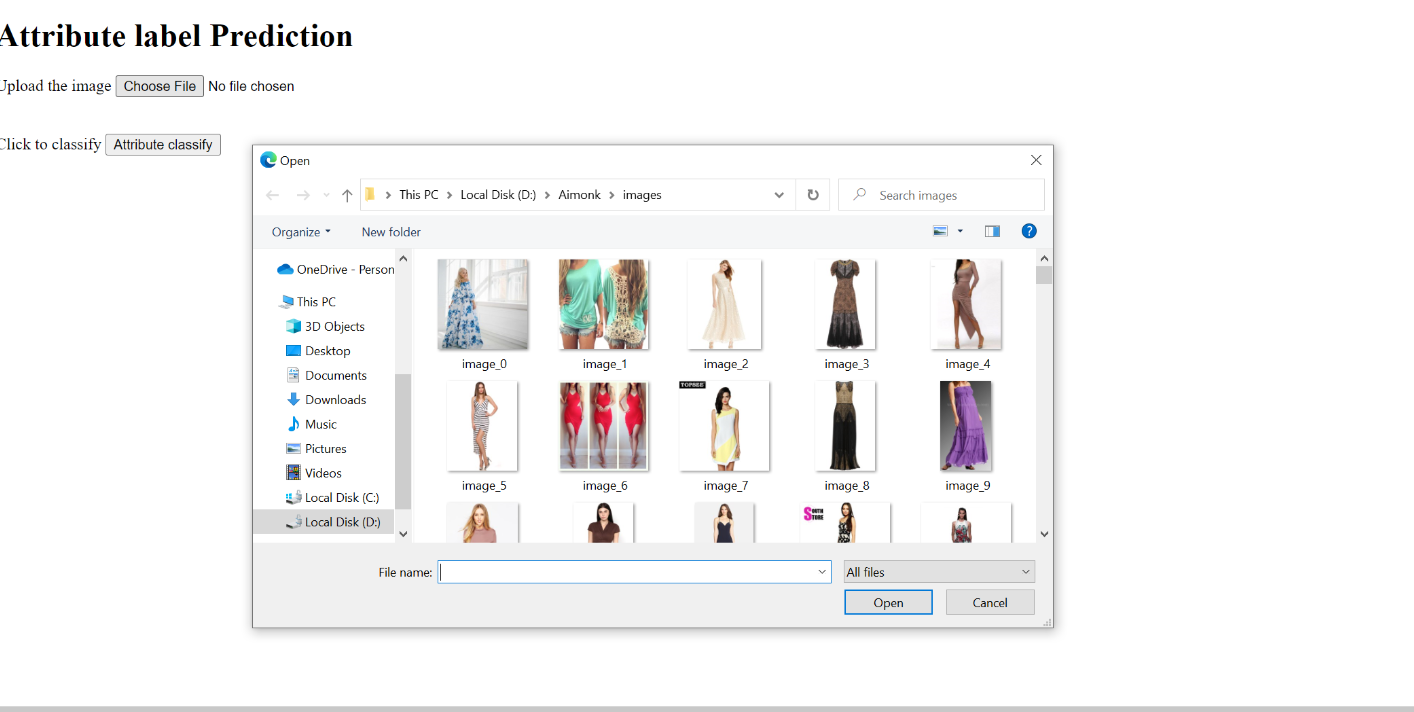 Attribute label Prediction
Upload the image Choose File No file chosen
Click to classify Attribute classify
Open
This PC Local Disk (D:) Aimonk images
Search images
Organize New folder
OneDrive - Person
This PC
3D Objects
Desktop
Documents
Downloads
Music
Pictures
Videos
Local Disk (C:)
Local Disk (D:)
image_0 image_1 image_2 image_3 image_4
TOPSEE
image_5 image_6 image_7 image_8 image_9
SOUTH
STORE
File name:
All files
Open Cancel